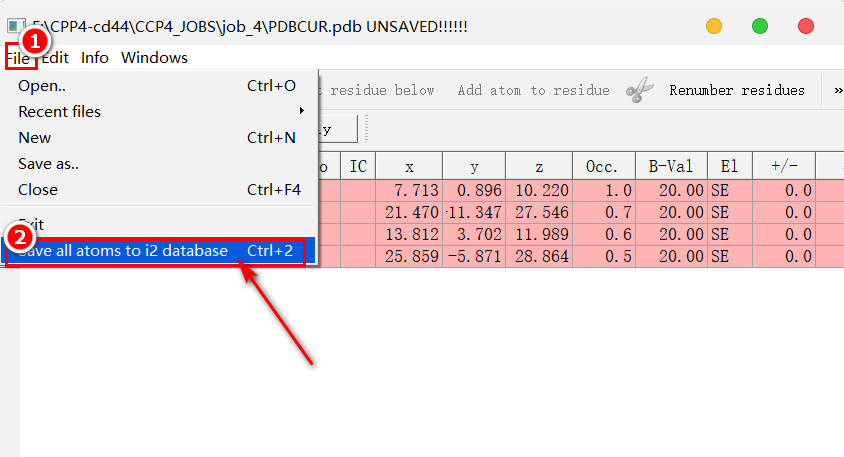 \CPP4-cd44\CCP4_JOBS\job_4\PDBCUR.pdb UNSAVED!!!!!!
1
File Edit Info Windows
Open.. Ctrl+O
residue below Add atom to residue Renumber residues »
Recent files
New Ctrl+N
Save as..
IC x y z Occ. B-Val El +/-
Close Ctrl+F4
7.713 0.896 10.220 1.0 20.00 SE 0.0
21.470 -11.347 27.546 0.7 20.00 SE 0.0
Exit
2
13.812 3.702 11.989 0.6 20.00 SE 0.0
Save all atoms to i2 database Ctrl+2
25.859 -5.871 28.864 0.5 20.00 SE 0.0